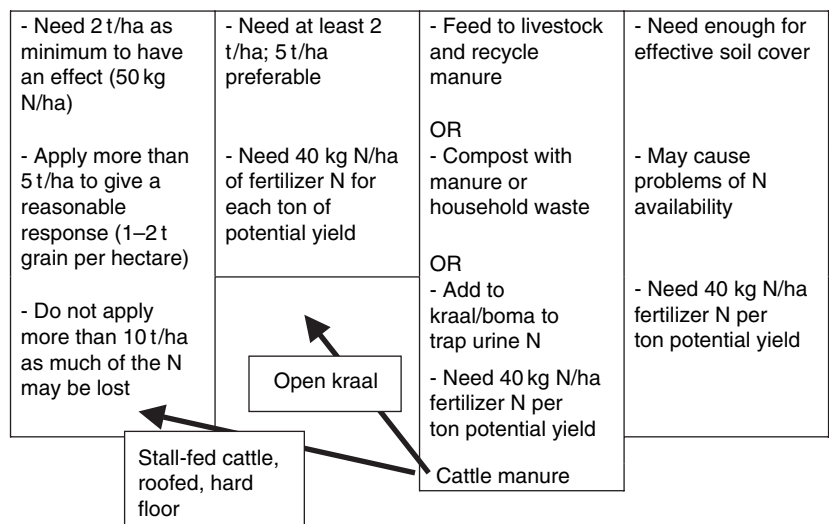 - Need 2 t/ha as
minimum to have
an effect (50 kg
N/ha)
- Apply more than
5 t/ha to give a
reasonable
response (1–2 t
grain per hectare)
- Do not apply
more than 10 t/ha
as much of the N
may be lost
- Need at least 2
t/ha; 5 t/ha
preferable
- Need 40 kg N/ha
of fertilizer N for
each ton of
potential yield
- Feed to livestock
and recycle
manure
OR
- Compost with
manure or
household waste
OR
- Add to
kraal/boma to
trap urine N
- Need 40 kg N/ha
fertilizer N per
ton potential yield
- Need enough for
effective soil cover
- May cause
problems of N
availability
- Need 40 kg N/ha
fertilizer N per
ton potential yield
Open kraal
Stall-fed cattle,
roofed, hard
floor
Cattle manure